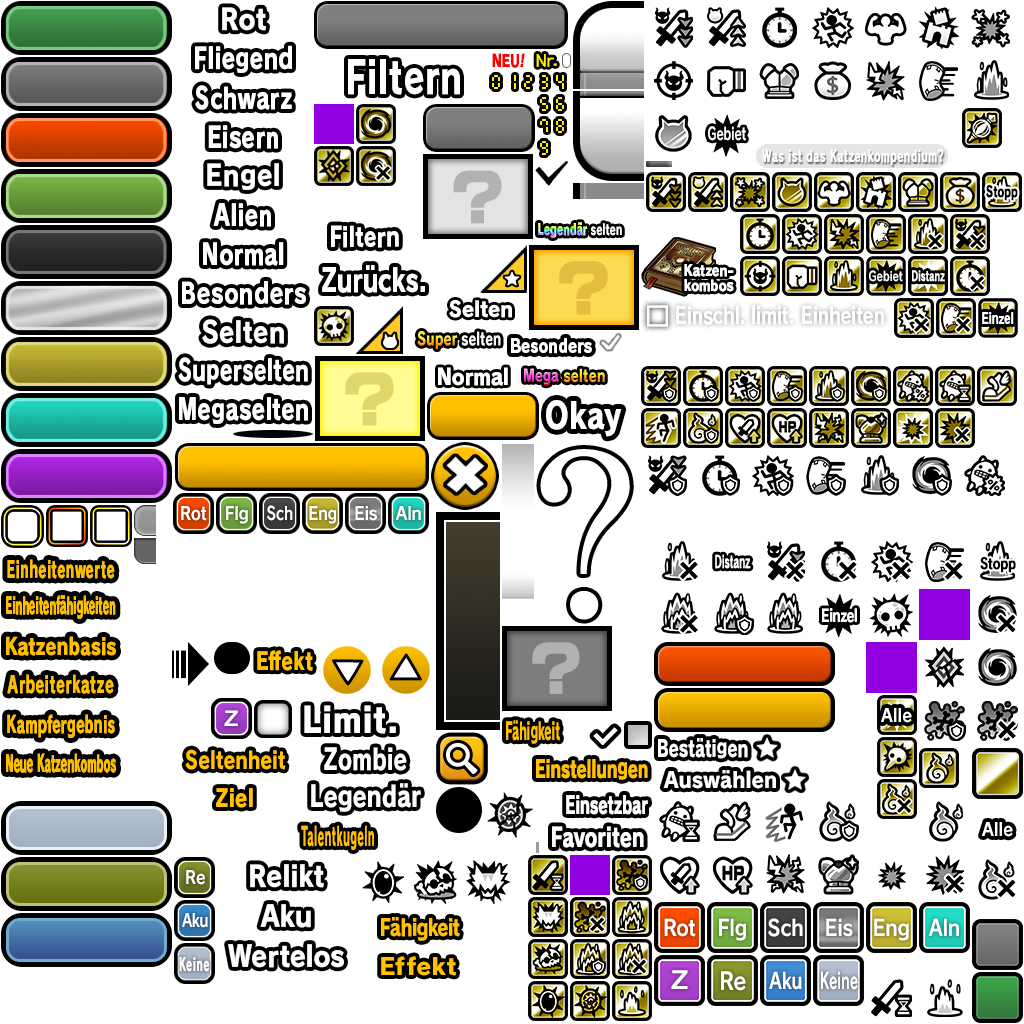 Rot
Fliegend
Schwarz
Eisern
Engel
Alien
Normal
Besonders
Selten
Superselten
Megaselten
NEU! Nr.
0 1 2 3 4
5 6
7 8
9
Filtern
Filtern
Zurücks.
Legendär selten
Selten
Super selten
Besonders
Normal
Mega selten
Okay
Rot Flg Sch Eng Eis Aln
$
Gebiet
Was ist das Katzenkompendium?
$ Stopp
Katzen-
kombos
Gebiet Distanz
Einschl. limit. Einheiten
Einzel
HP
Distanz
Stopp
Einzel
Einheitenwerte
Einheitenfähigkeiten
Katzenbasis
Arbeiterkatze
Kampfergebnis
Neue Katzenkombos
Effekt
Z
Limit.
Seltenheit
Zombie
Ziel
Legendär
Talentkugeln
Fähigkeit
Einstellungen
Einsetzbar
Favoriten
Bestätigen
Auswählen
Alle
Alle
HP
Re
Relikt
Aku
Aku
Keine
Wertelos
Fähigkeit
Effekt
Rot Flg Sch Eis Eng Aln
Z Re Aku Keine